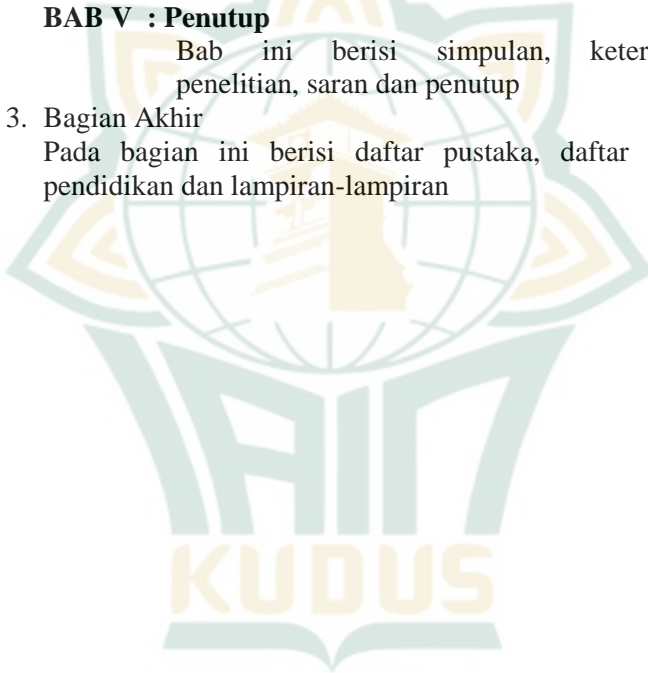 BAB V : Penutup
Bab ini berisi simpulan, keter
penelitian, saran dan penutup
3. Bagian Akhir
Pada bagian ini berisi daftar pustaka, daftar
pendidikan dan lampiran-lampiran
IAIN
KUDUS